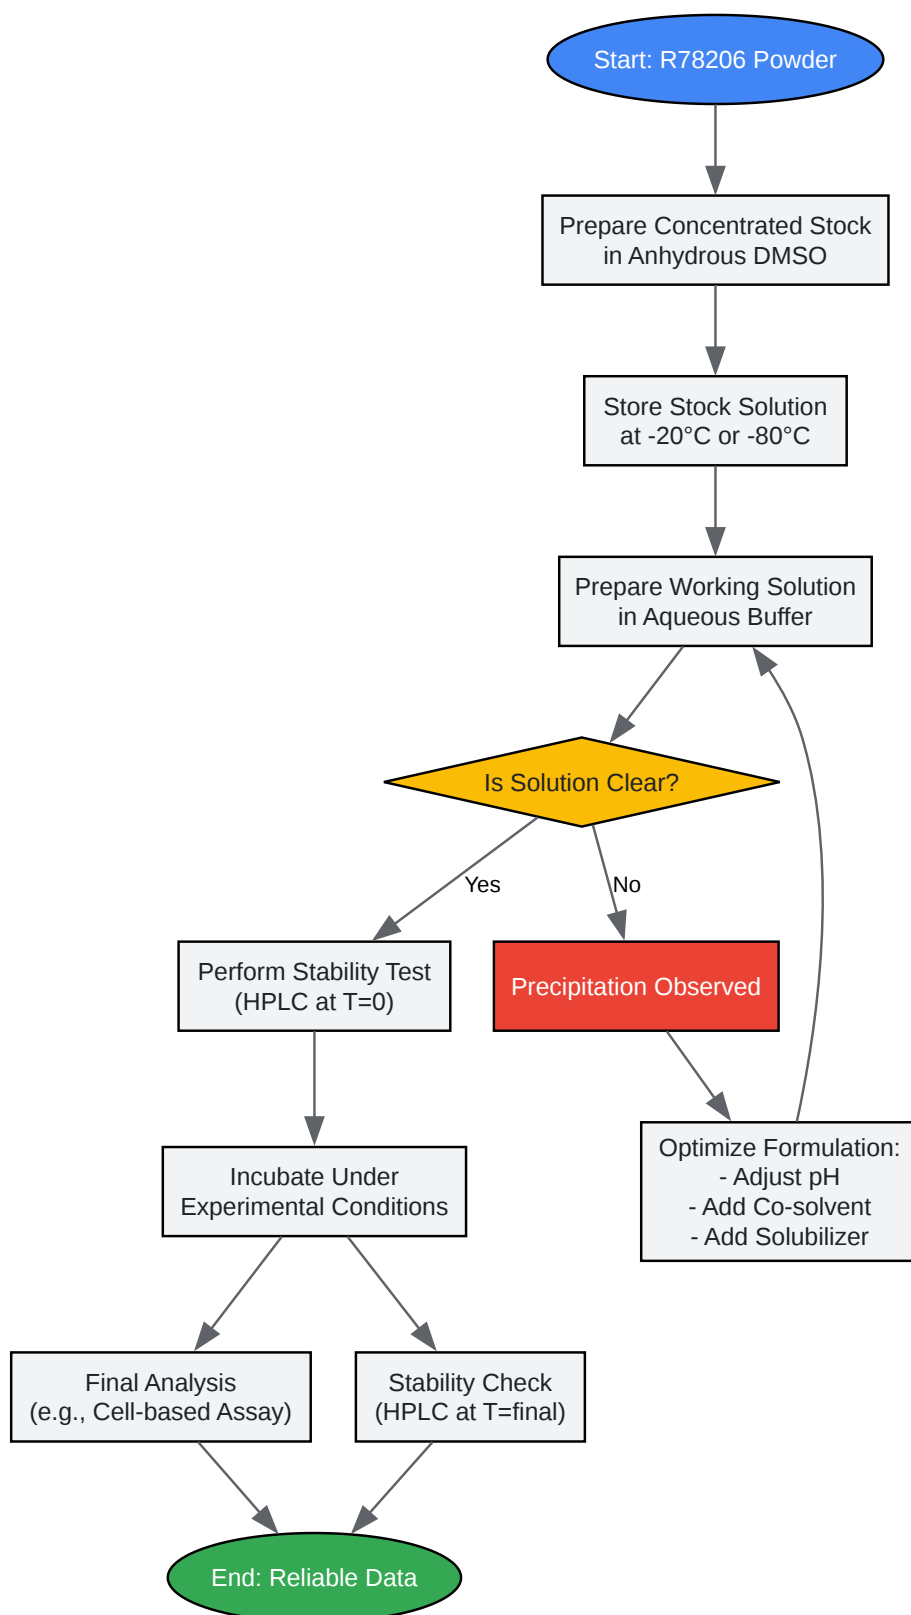 Start: R78206 Powder
Prepare Concentrated Stock
in Anhydrous DMSO
Store Stock Solution
at -20°C or -80°C
Prepare Working Solution
in Aqueous Buffer
Is Solution Clear?
Yes
No
Perform Stability Test
(HPLC at T=0)
Precipitation Observed
Optimize Formulation:
- Adjust pH
- Add Co-solvent
- Add Solubilizer
Incubate Under
Experimental Conditions
Final Analysis
(e.g., Cell-based Assay)
Stability Check
(HPLC at T=final)
End: Reliable Data